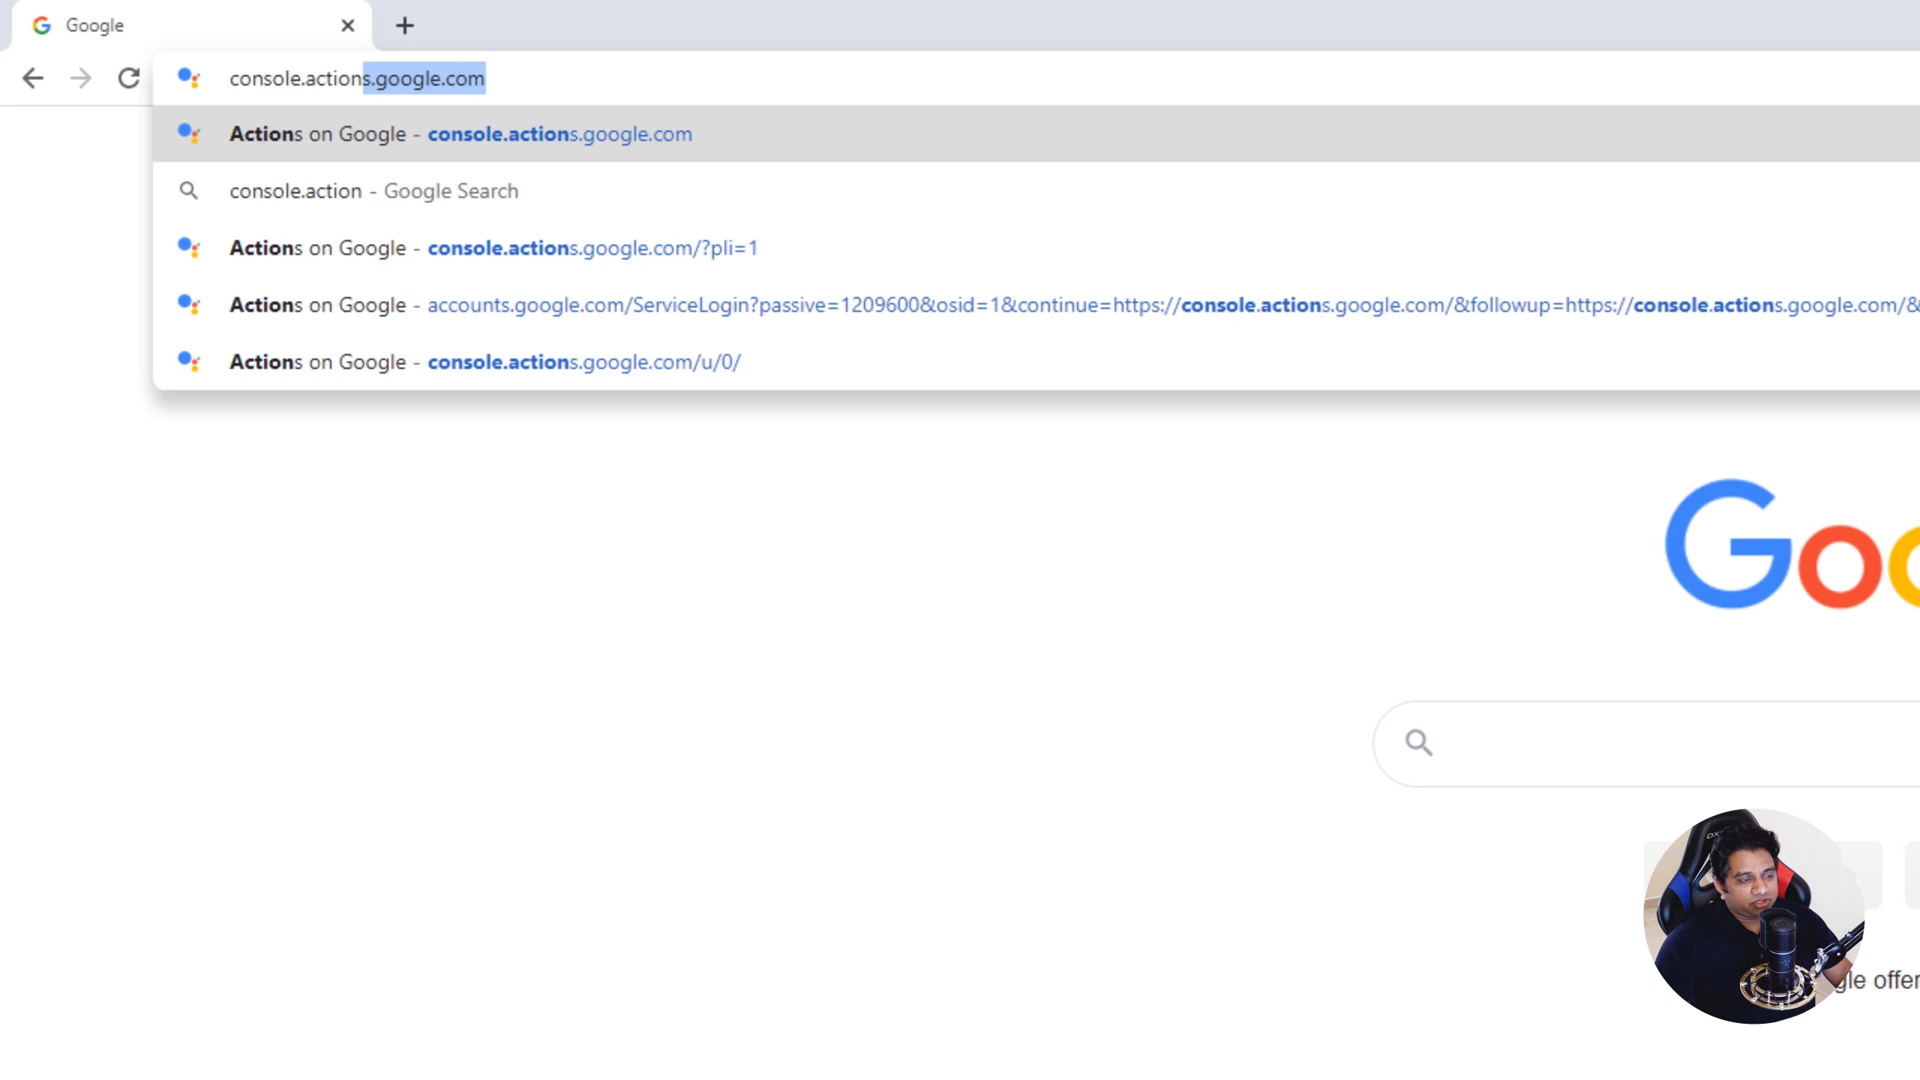 Google
console.actions.google.com
Actions on Google - console.actions.google.com
console.action - Google Search
Actions on Google - console.actions.google.com/?pli=1
Actions on Google - accounts.google.com/ServiceLogin?passive=1209600&osid=1&continue=https://console.actions.google.com/&followup=https://console.actions.google.com/&
Actions on Google - console.actions.google.com/u/0/
Goo
gle offer